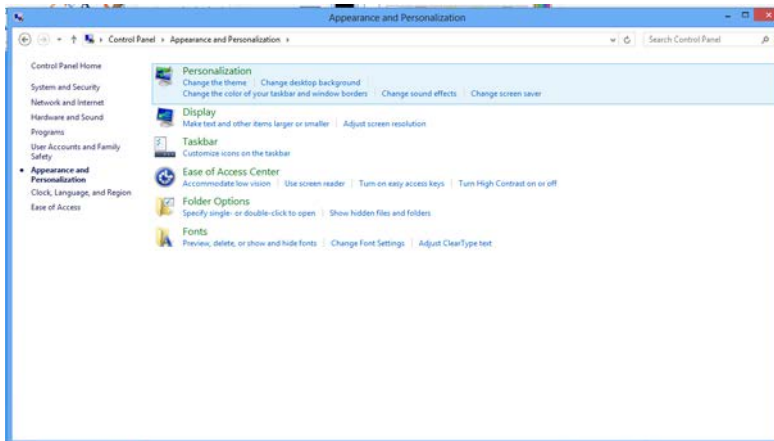 Appearance and Personalization
Control Panel Appearance and Personalization
Search Control Panel
Control Panel Home
System and Security
Network and Internet
Hardware and Sound
Programs
User Accounts and Family
Safety
Appearance and
Personalization
Clock, Language, and Region
Ease of Access
Personalization
Change the theme Change desktop background
Change the color of your taskbar and window borders Change sound effects Change screen saver
Display
Make text and other items larger or smaller Adjust screen resolution
Taskbar
Customize icons on the taskbar
Ease of Access Center
Accommodate low vision Use screen reader Turn on easy access keys Turn High Contrast on or off
Folder Options
Specify single- or double-click to open Show hidden files and folders
Fonts
Preview, delete, or show and hide fonts Change Font Settings Adjust ClearType text